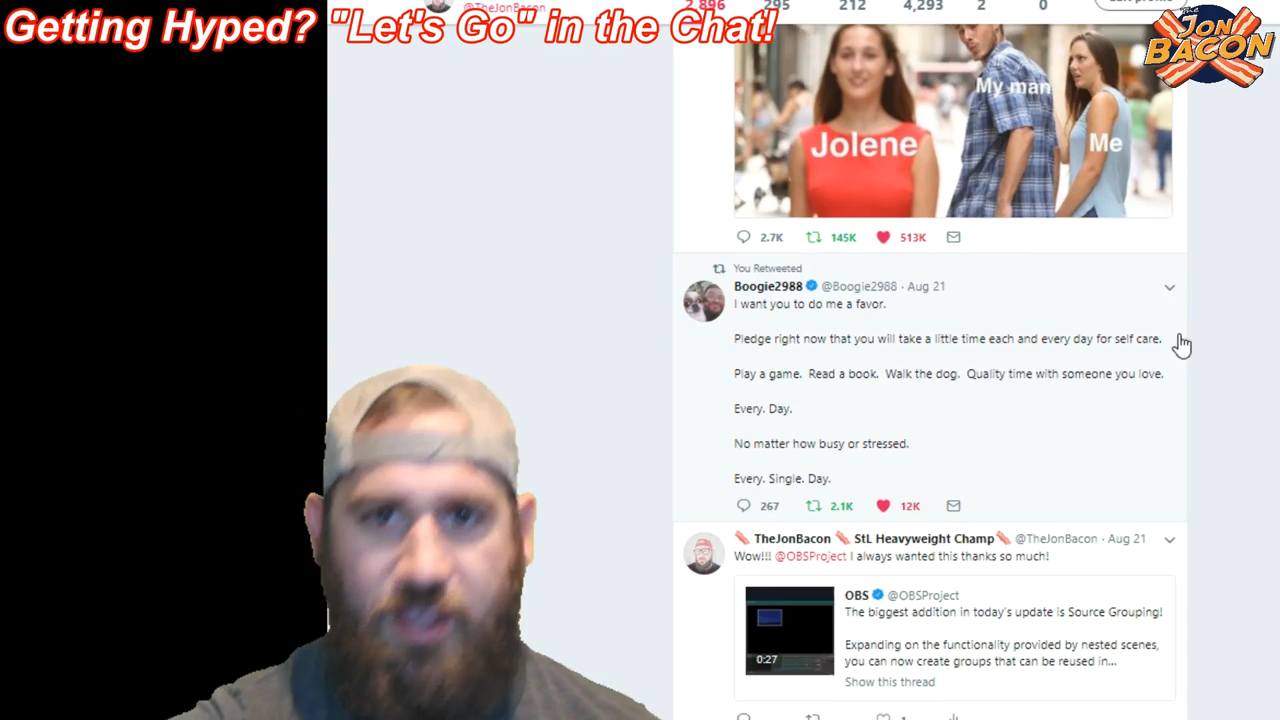 Getting Hyped? "Let's Go" in the Chat!
@TheJonBacon
2,896 295 212 4,293 2 0
Edit profile
The
JON
BACON
My man
Jolene
Me
2.7K 145K 513K
You Retweeted
Boogie2988 @Boogie2988 · Aug 21
I want you to do me a favor.
Pledge right now that you will take a little time each and every day for self care.
Play a game. Read a book. Walk the dog. Quality time with someone you love.
Every. Day.
No matter how busy or stressed.
Every. Single. Day.
267 2.1K 12K
TheJonBacon StL Heavyweight Champ @TheJonBacon · Aug 21
Wow!!! @OBSProject I always wanted this thanks so much!
OBS @OBSProject
The biggest addition in today's update is Source Grouping!
Expanding on the functionality provided by nested scenes,
you can now create groups that can be reused in...
0:27
Show this thread
1